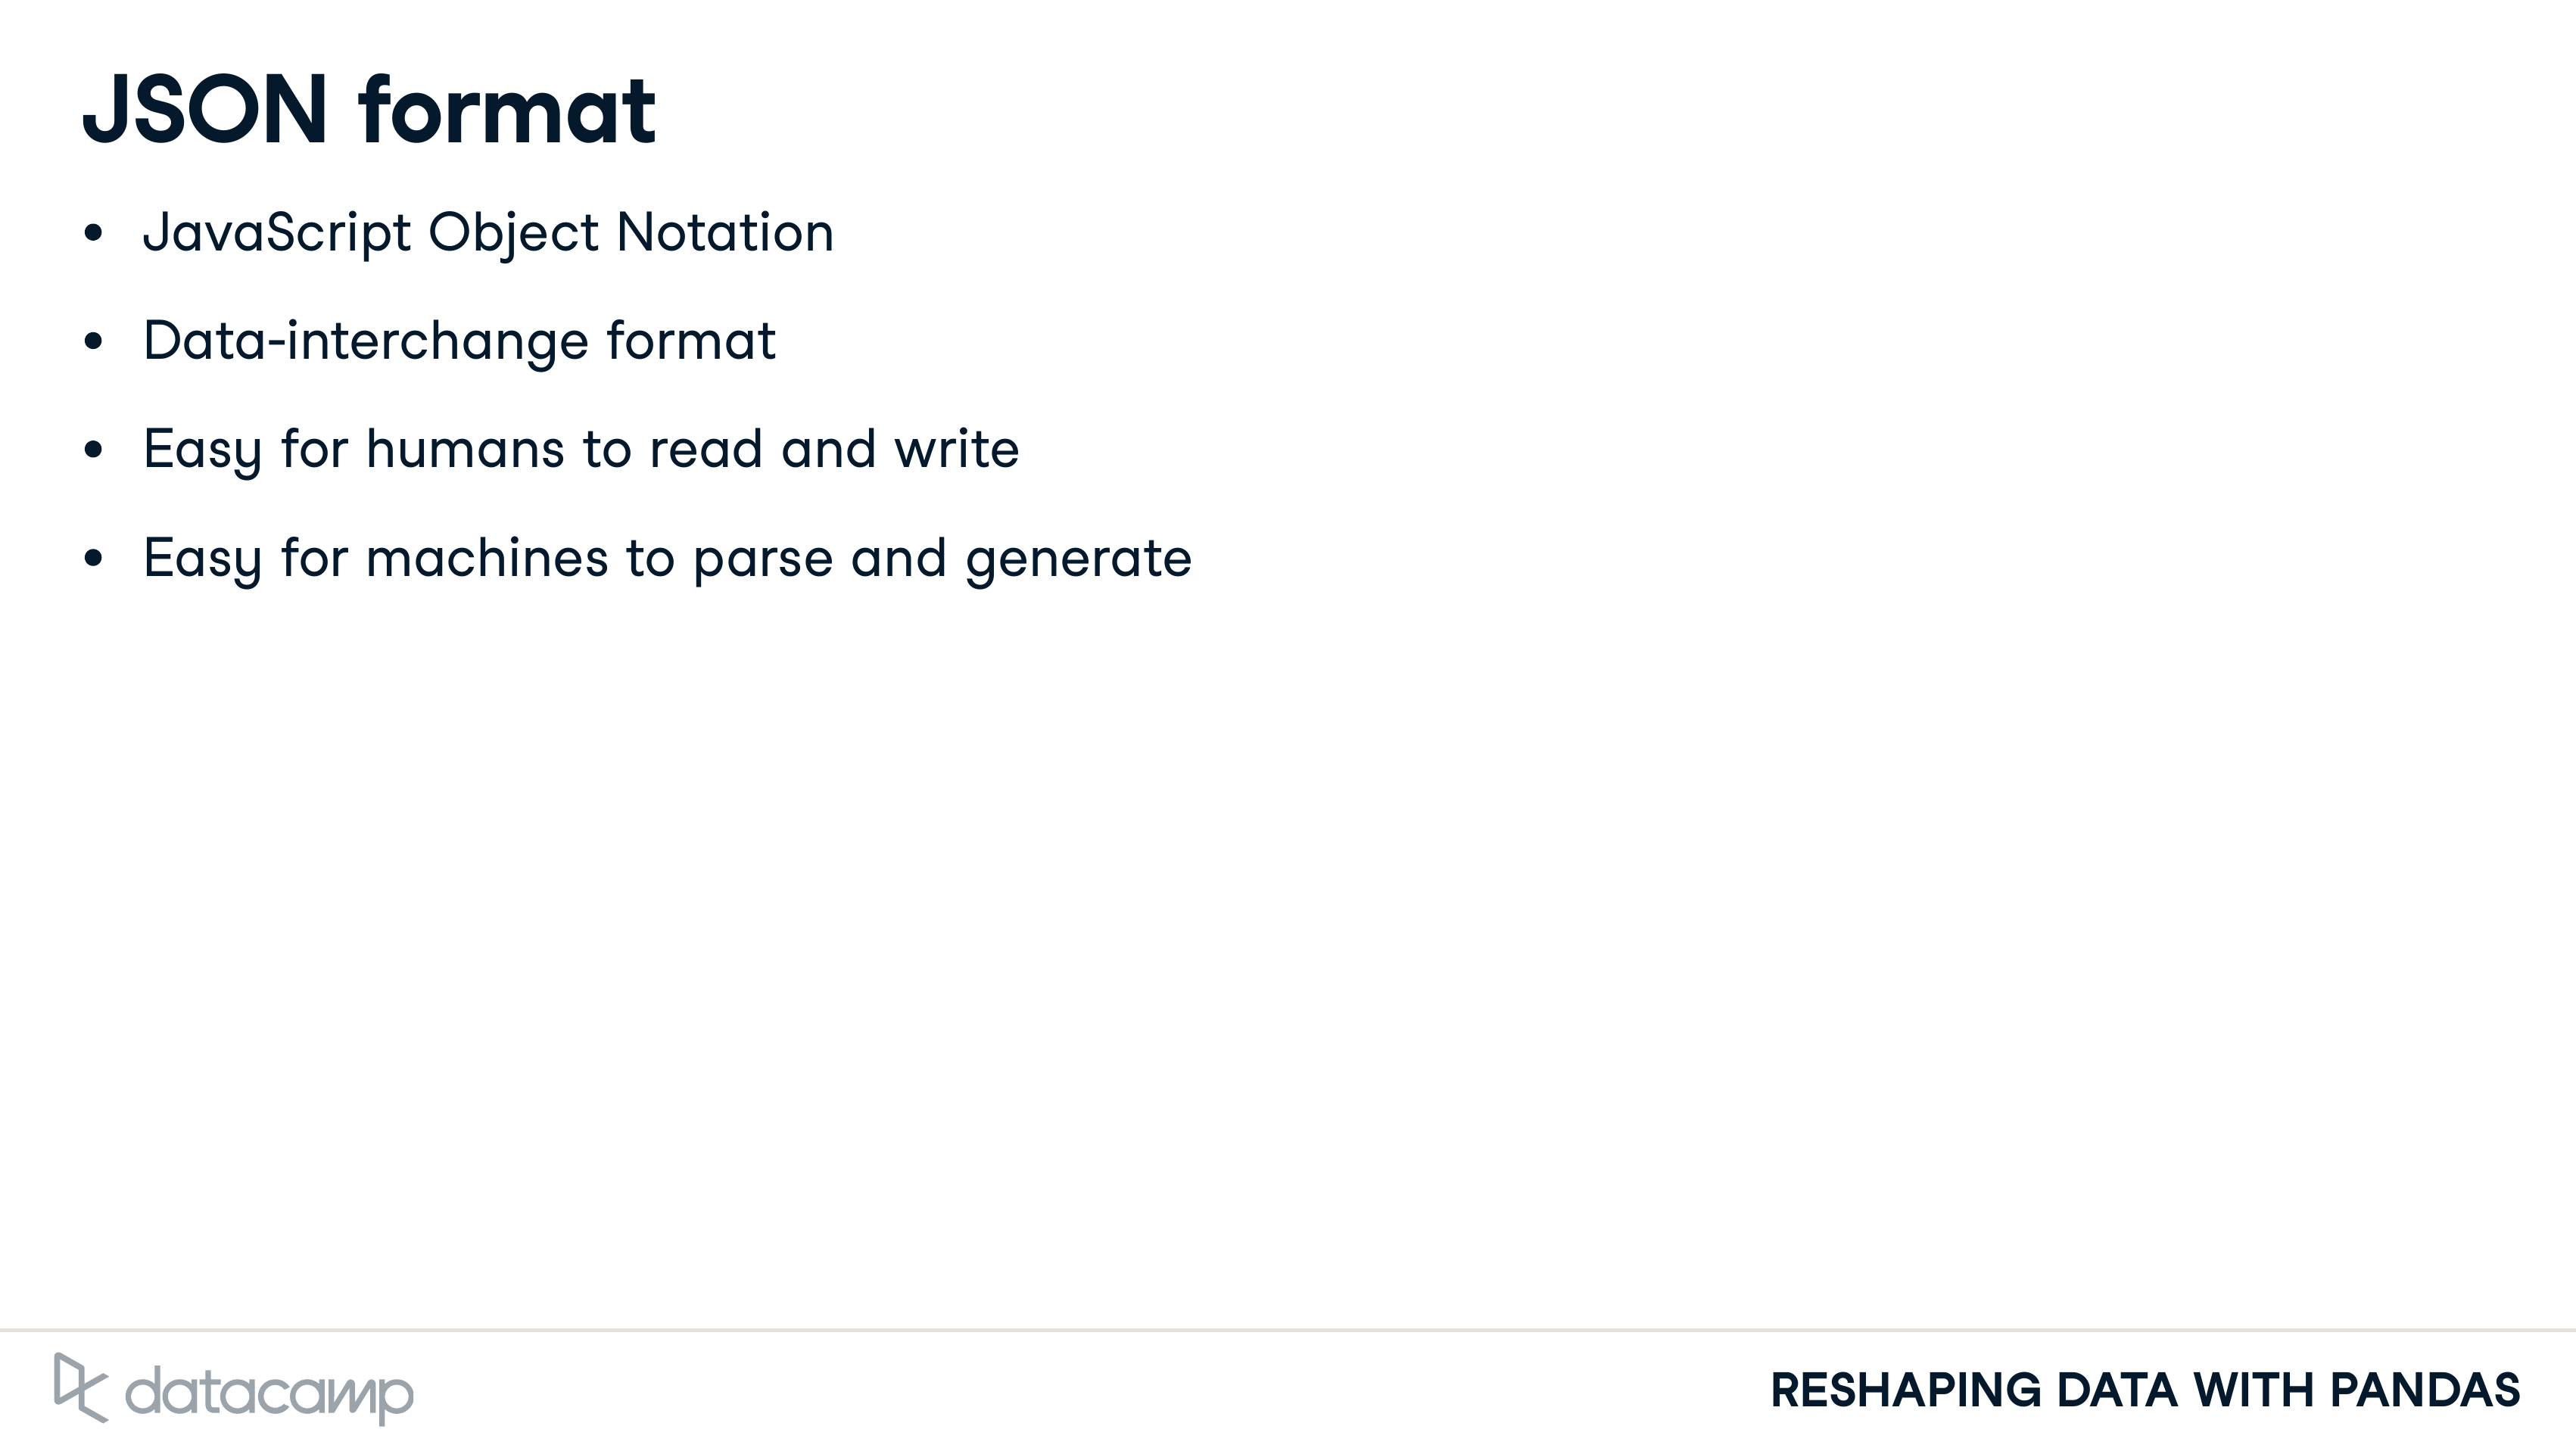 JSON format
• JavaScript Object Notation
• Data-interchange format
• Easy for humans to read and write
• Easy for machines to parse and generate
datacamp
RESHAPING DATA WITH PANDAS